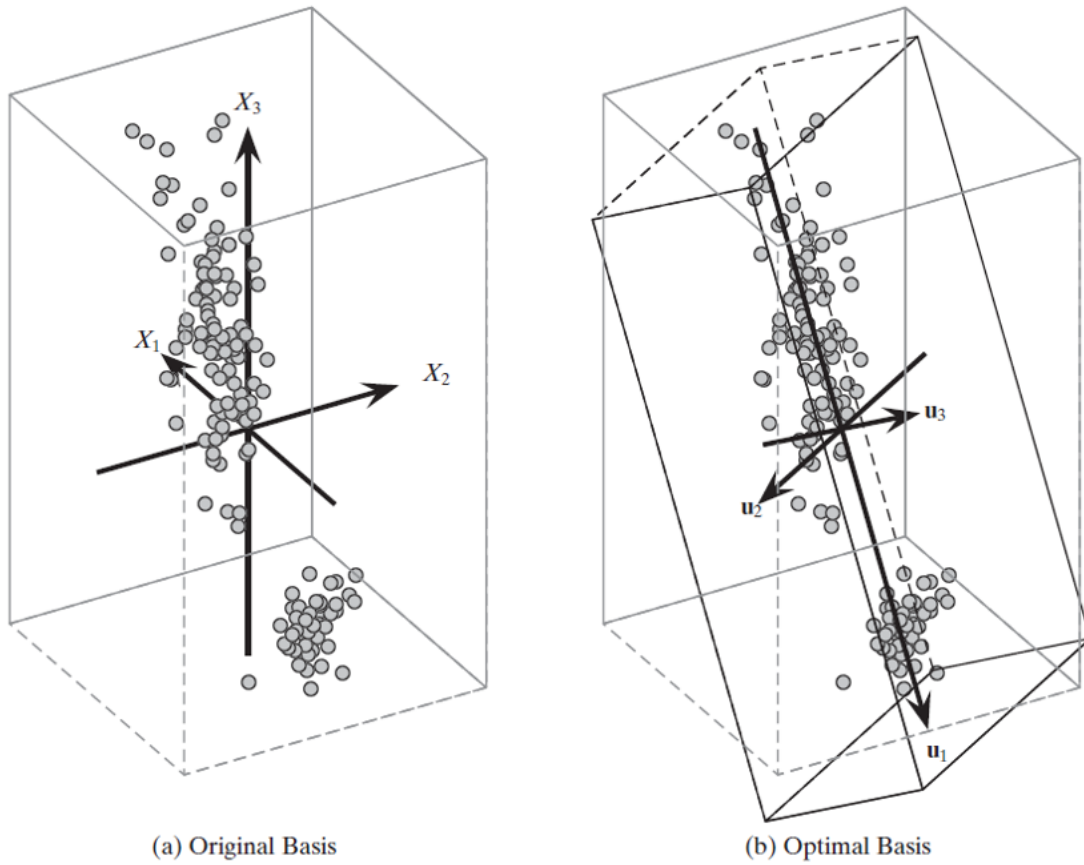 X₃
X₁
X₂
u₃
u₂
u₁
(a) Original Basis
(b) Optimal Basis